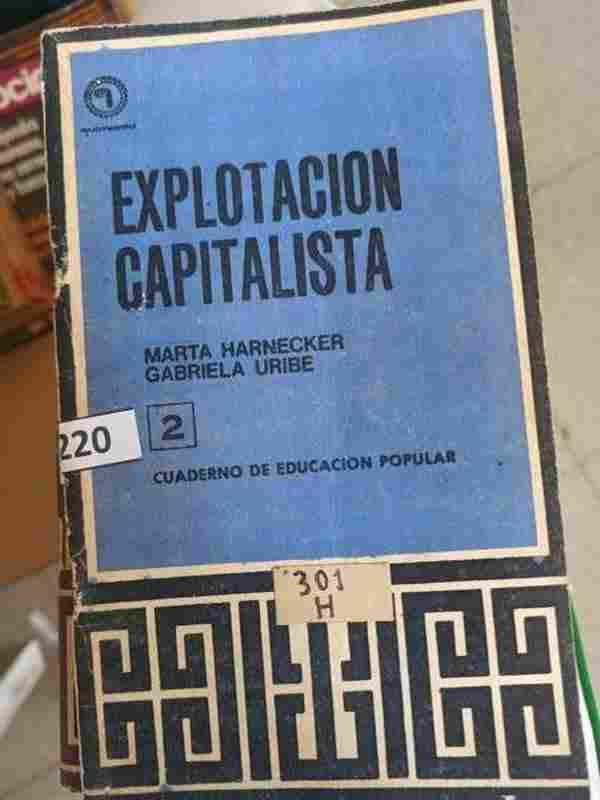 EXPLOTACION
CAPITALISTA
MARTA HARNECKER
GABRIELA URIBE
220
2
CUADERNO DE EDUCACION POPULAR
301
H